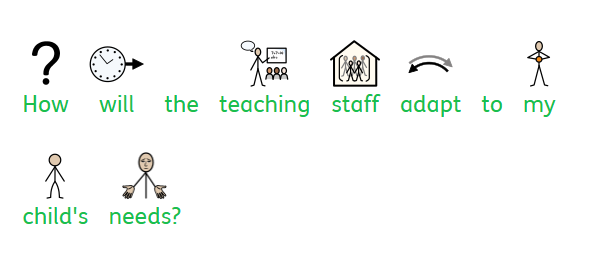 How will the teaching staff adapt to my
child's needs?